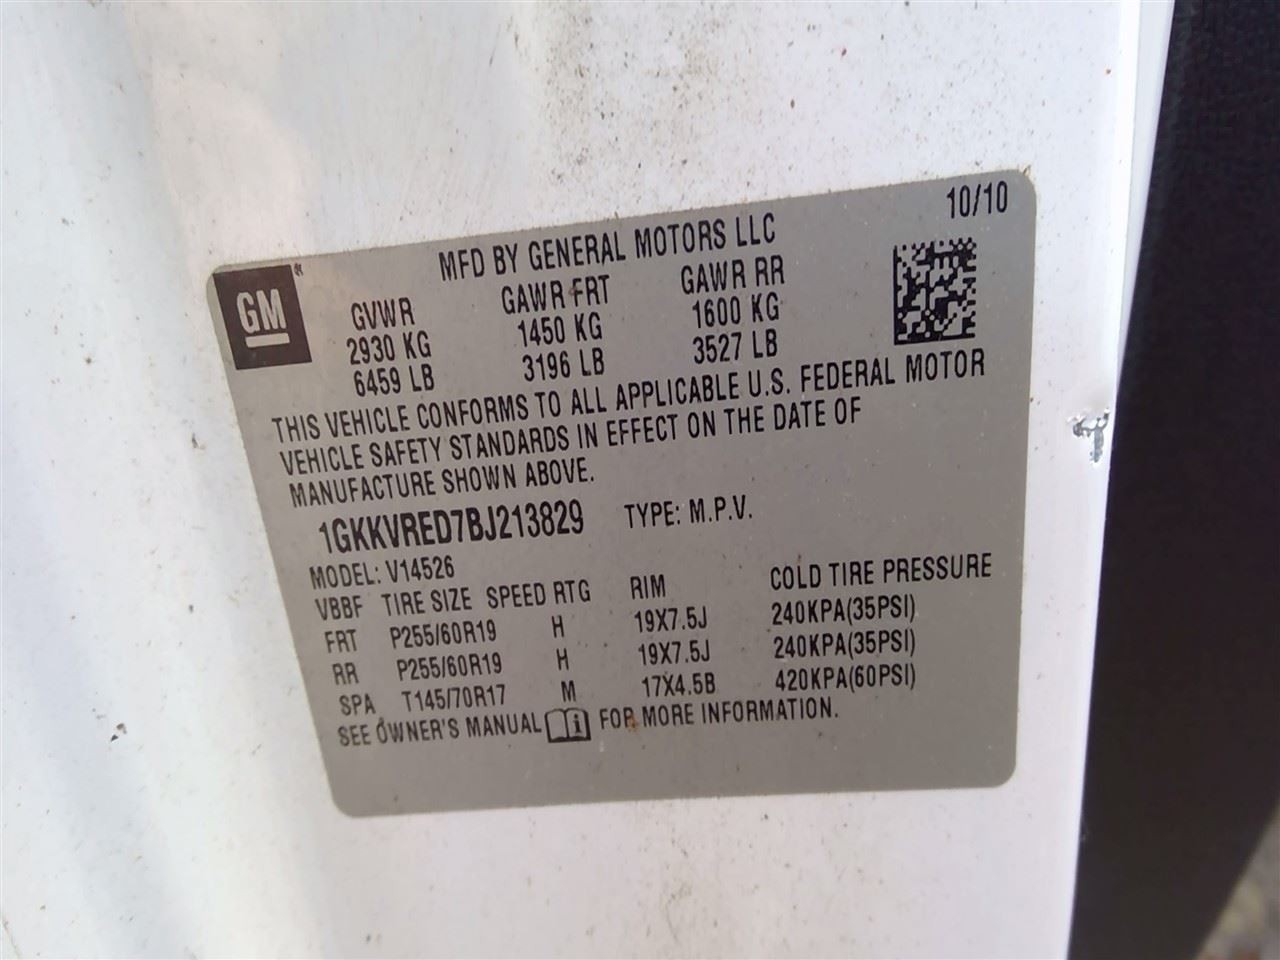 10/10
MFD BY GENERAL MOTORS LLC
GM
GVWR GAWR FRT GAWR RR
2930 KG 1450 KG 1600 KG
6459 LB 3196 LB 3527 LB
THIS VEHICLE CONFORMS TO ALL APPLICABLE U.S. FEDERAL MOTOR
VEHICLE SAFETY STANDARDS IN EFFECT ON THE DATE OF
MANUFACTURE SHOWN ABOVE.
1GKKVRED7BJ213829 TYPE: M.P.V.
MODEL: V14526
VBBF TIRE SIZE SPEED RTG RIM COLD TIRE PRESSURE
FRT P255/60R19 H 19X7.5J 240KPA(35PSI)
RR P255/60R19 H 19X7.5J 240KPA(35PSI)
SPA T145/70R17 M 17X4.5B 420KPA(60PSI)
SEE OWNER'S MANUAL i FOR MORE INFORMATION.